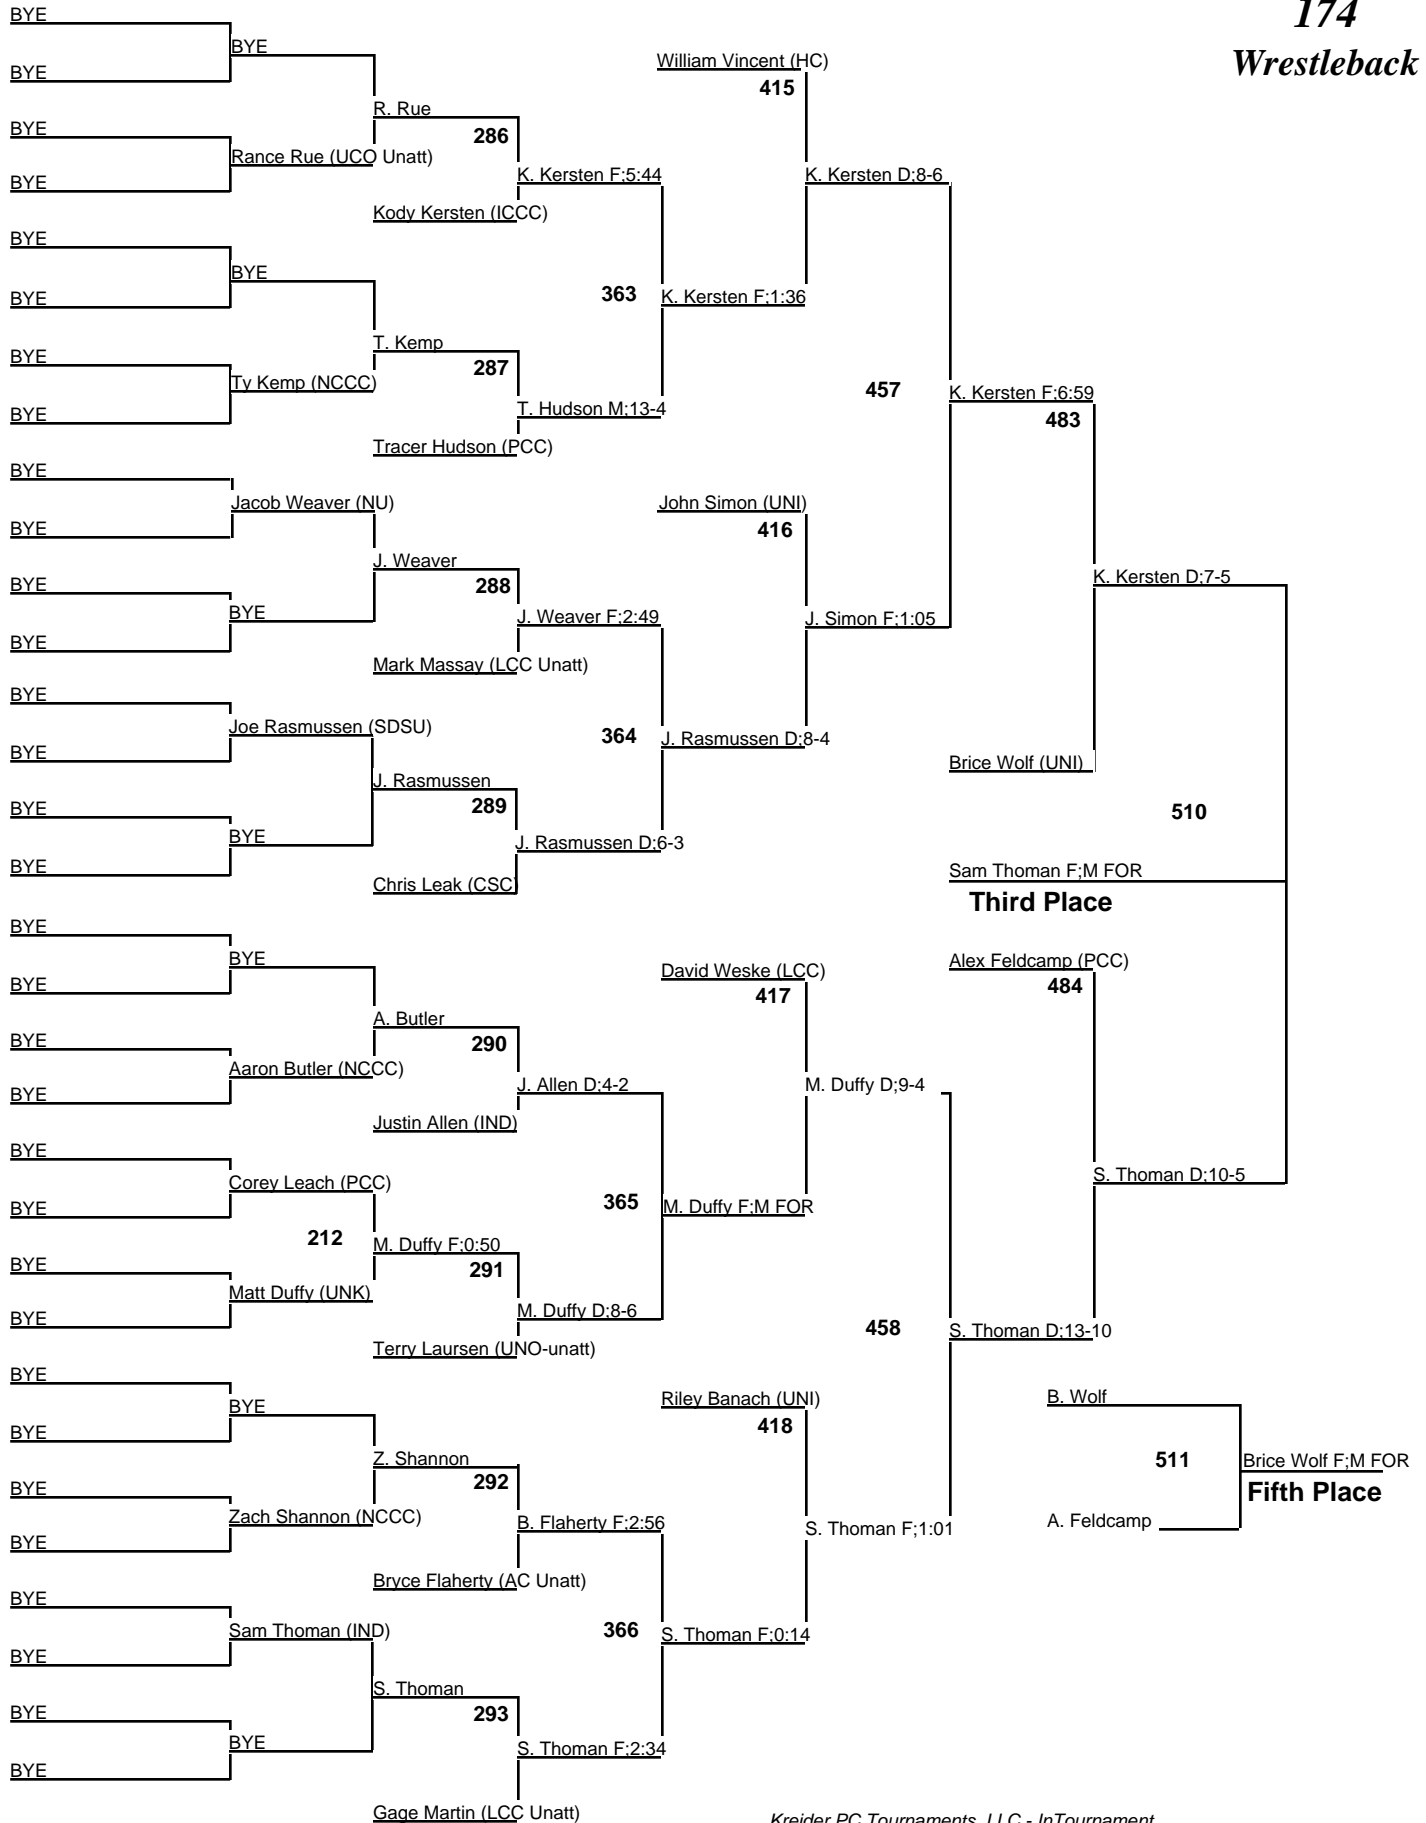 BYE
174
BYE
William Vincent (HC)
Wrestleback
BYE
415
R. Rue
BYE
286
Rance Rue (UCO Unatt)
BYE
K. Kersten F;5:44
K. Kersten D;8-6
Kody Kersten (ICCC)
BYE
BYE
BYE
363
K. Kersten F;1:36
T. Kemp
BYE
287
Ty Kemp (NCCC)
457
K. Kersten F;6:59
BYE
T. Hudson M;13-4
483
Tracer Hudson (PCC)
BYE
Jacob Weaver (NU)
John Simon (UNI)
BYE
416
J. Weaver
BYE
288
K. Kersten D;7-5
BYE
J. Weaver F;2:49
J. Simon F;1:05
BYE
Mark Massay (LCC Unatt)
BYE
Joe Rasmussen (SDSU)
364
J. Rasmussen D;8-4
BYE
Brice Wolf (UNI)
J. Rasmussen
BYE
289
510
BYE
J. Rasmussen D;6-3
BYE
Sam Thoman F;M FOR
Chris Leak (CSC)
Third Place
BYE
BYE
Alex Feldcamp (PCC)
David Weske (LCC)
BYE
417
484
A. Butler
BYE
290
Aaron Butler (NCCC)
BYE
J. Allen D;4-2
M. Duffy D;9-4
Justin Allen (IND)
BYE
Corey Leach (PCC)
S. Thoman D;10-5
BYE
365
M. Duffy F;M FOR
212
M. Duffy F;0:50
BYE
291
Matt Duffy (UNK)
BYE
M. Duffy D;8-6
458
S. Thoman D;13-10
Terry Laursen (UNO-unatt)
BYE
BYE
Riley Banach (UNI)
B. Wolf
BYE
418
Z. Shannon
511
Brice Wolf F;M FOR
BYE
292
Fifth Place
Zach Shannon (NCCC)
BYE
B. Flaherty F;2:56
S. Thoman F;1:01
A. Feldcamp
Bryce Flaherty (AC Unatt)
BYE
Sam Thoman (IND)
366
S. Thoman F;0:14
BYE
S. Thoman
BYE
293
BYE
S. Thoman F;2:34
BYE
Gage Martin (LCC Unatt)
Kreider PC Tournaments, LLC - InTournament